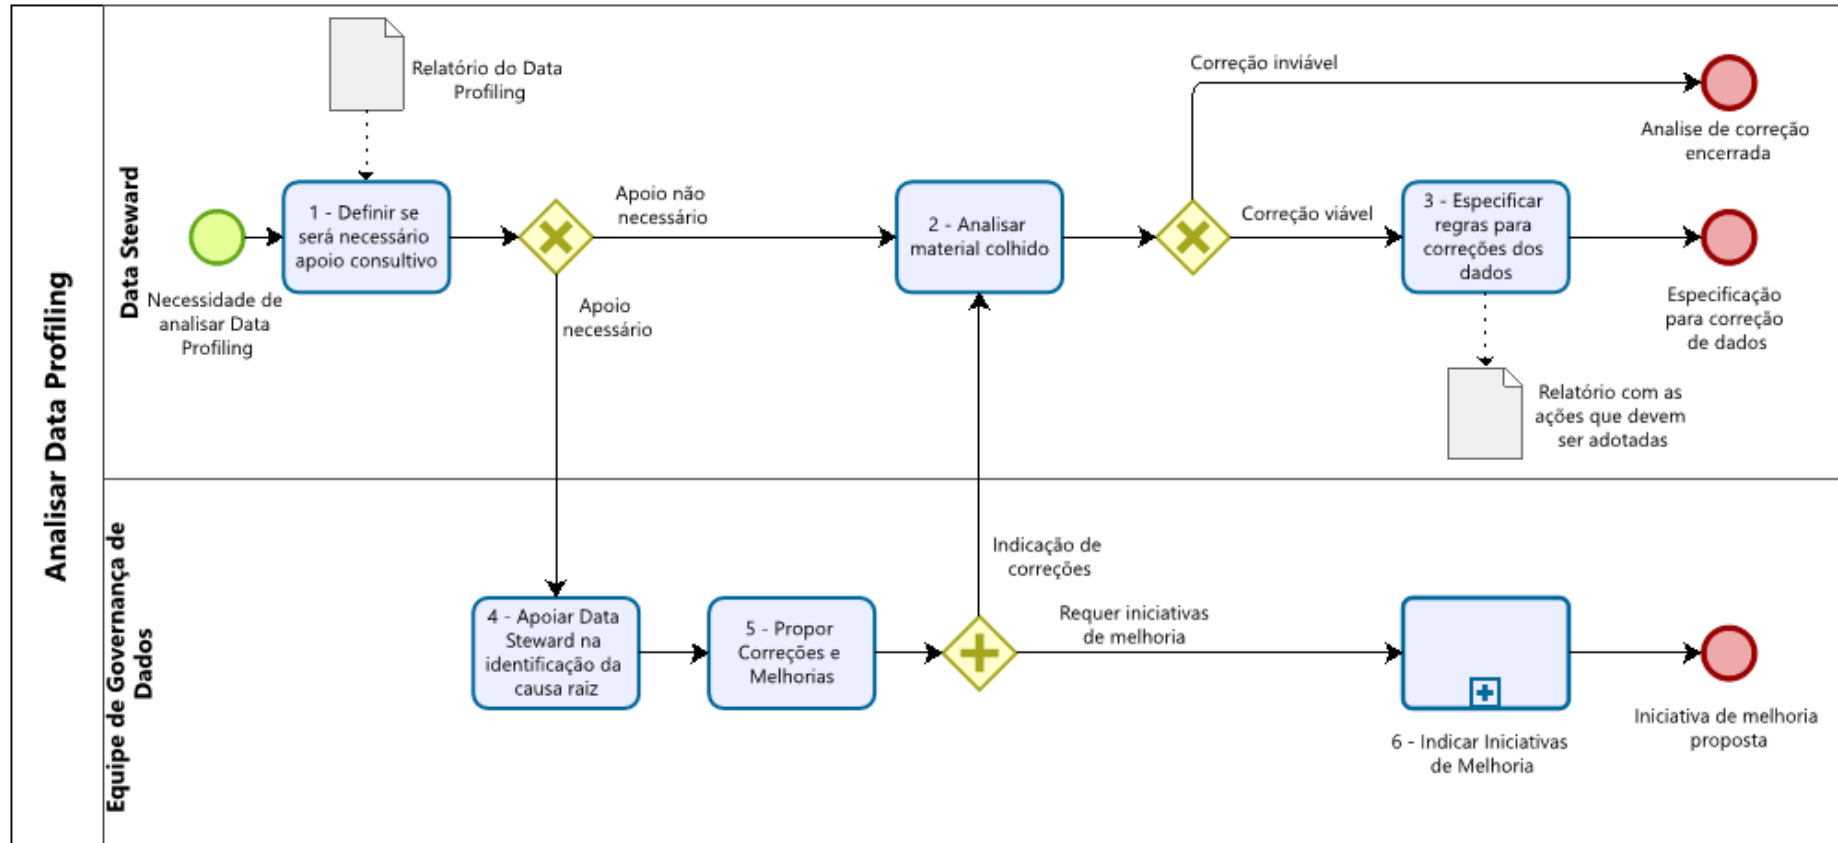 Analisar Data Profiling
Data Steward
Relatório do Data
Profiling
Necessidade de
analisar Data
Profiling
1 - Definir se
será necessário
apoio consultivo
Apoio não
necessário
Apoio
necessário
2 - Analisar
material colhido
Correção inviável
Correção viável
Analise de correção
encerrada
3 - Especificar
regras para
correções dos
dados
Especificação
para correção
de dados
Relatório com as
ações que devem
ser adotadas
Equipe de Governança de
Dados
4 - Apoiar Data
Steward na
identificação da
causa raiz
5 - Propor
Correções e
Melhorias
Indicação de
correções
Requer iniciativas
de melhoria
6 - Indicar Iniciativas
de Melhoria
Iniciativa de melhoria
proposta